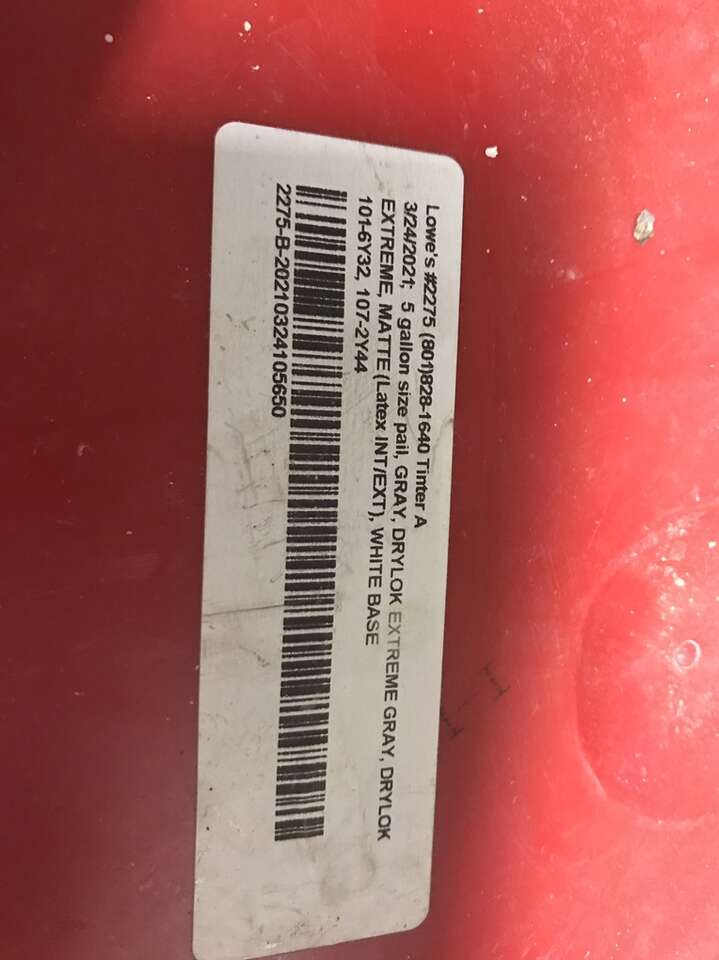 Lowe's #2275 (801)828-1640 Tinter A
3/24/2021; 5 gallon size pail, GRAY, DRYLOK EXTREME GRAY, DRYLOK
EXTREME, MATTE (Latex INT/EXT), WHITE BASE
101-6Y32, 107-2Y44
2275-B-20210324105650